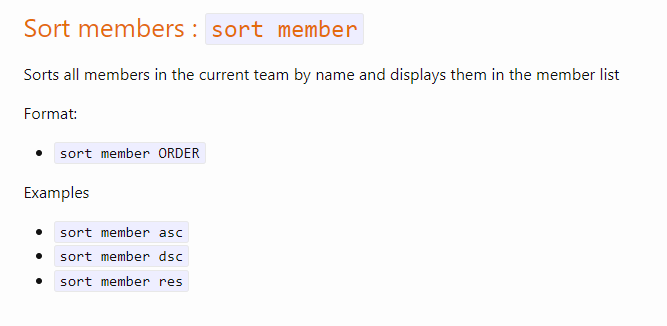 Sort members : sort member
Sorts all members in the current team by name and displays them in the member list
Format:
sort member ORDER
Examples
sort member asc
sort member dsc
sort member res